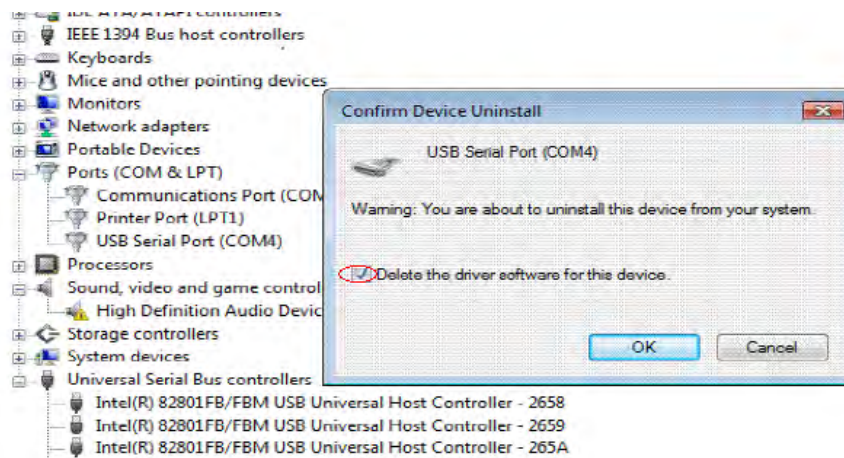 IDE ATA/ATAPI controllers
IEEE 1394 Bus host controllers
Keyboards
Mice and other pointing devices
Monitors
Network adapters
Portable Devices
Ports (COM & LPT)
Communications Port (COM
Printer Port (LPT1)
USB Serial Port (COM4)
Processors
Sound, video and game control
High Definition Audio Devic
Storage controllers
System devices
Universal Serial Bus controllers
Intel(R) 82801FB/FBM USB Universal Host Controller - 2658
Intel(R) 82801FB/FBM USB Universal Host Controller - 2659
Intel(R) 82801FB/FBM USB Universal Host Controller - 265A
Confirm Device Uninstall
USB Serial Port (COM4)
Warning: You are about to uninstall this device from your system.
Delete the driver software for this device.
OK
Cancel